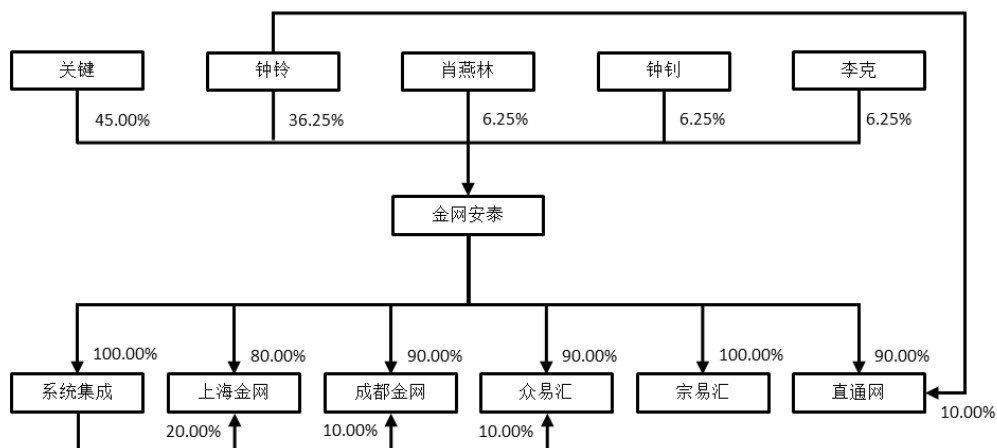 关键
钟铃
肖燕林
钟钊
李克
45.00%
36.25%
6.25%
6.25%
6.25%
金网安泰
100.00%
80.00%
90.00%
90.00%
100.00%
90.00%
系统集成
上海金网
成都金网
众易汇
宗易汇
直通网
20.00%
10.00%
10.00%
10.00%